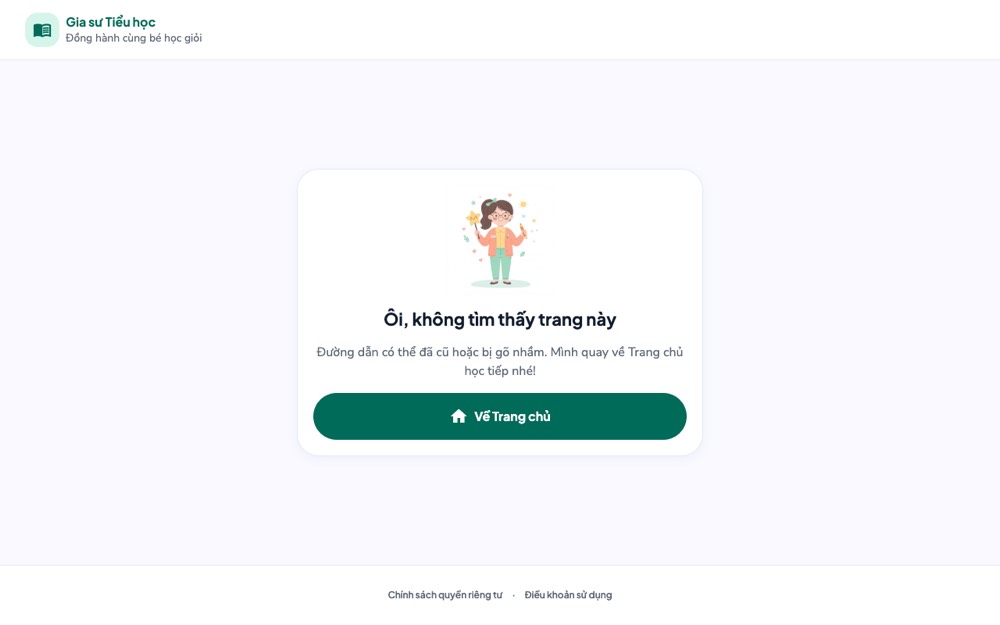 Gia sư Tiểu học
Đồng hành cùng bé học giỏi
Ôi, không tìm thấy trang này
Đường dẫn có thể đã cũ hoặc bị gõ nhầm. Mình quay về Trang chủ
học tiếp nhé!
Về Trang chủ
Chính sách quyền riêng tư · Điều khoản sử dụng